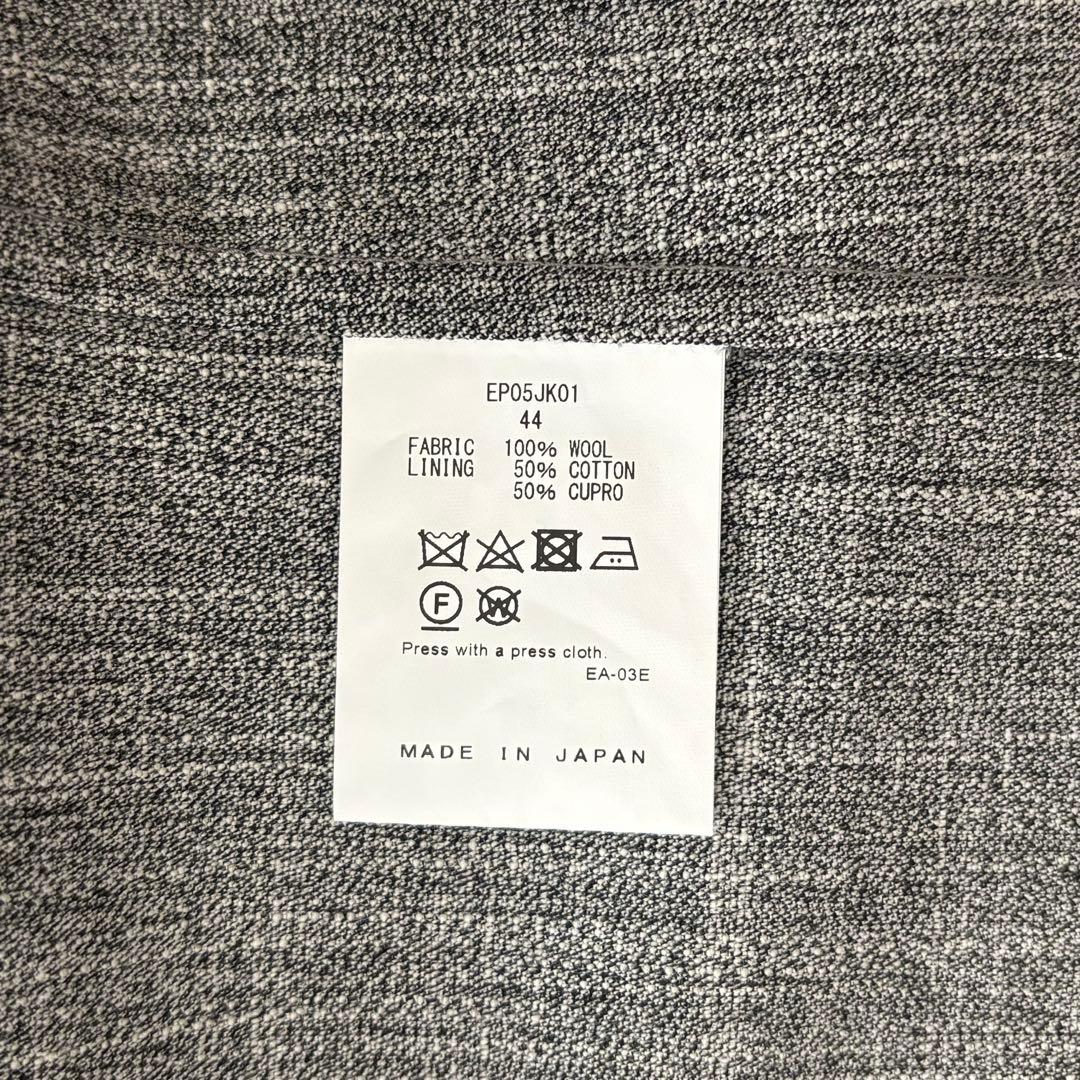 EP05JK01
44
FABRIC 100% WOOL
LINING 50% COTTON
50% CUPRO
F W
Press with a press cloth.
EA-03E
MADE IN JAPAN